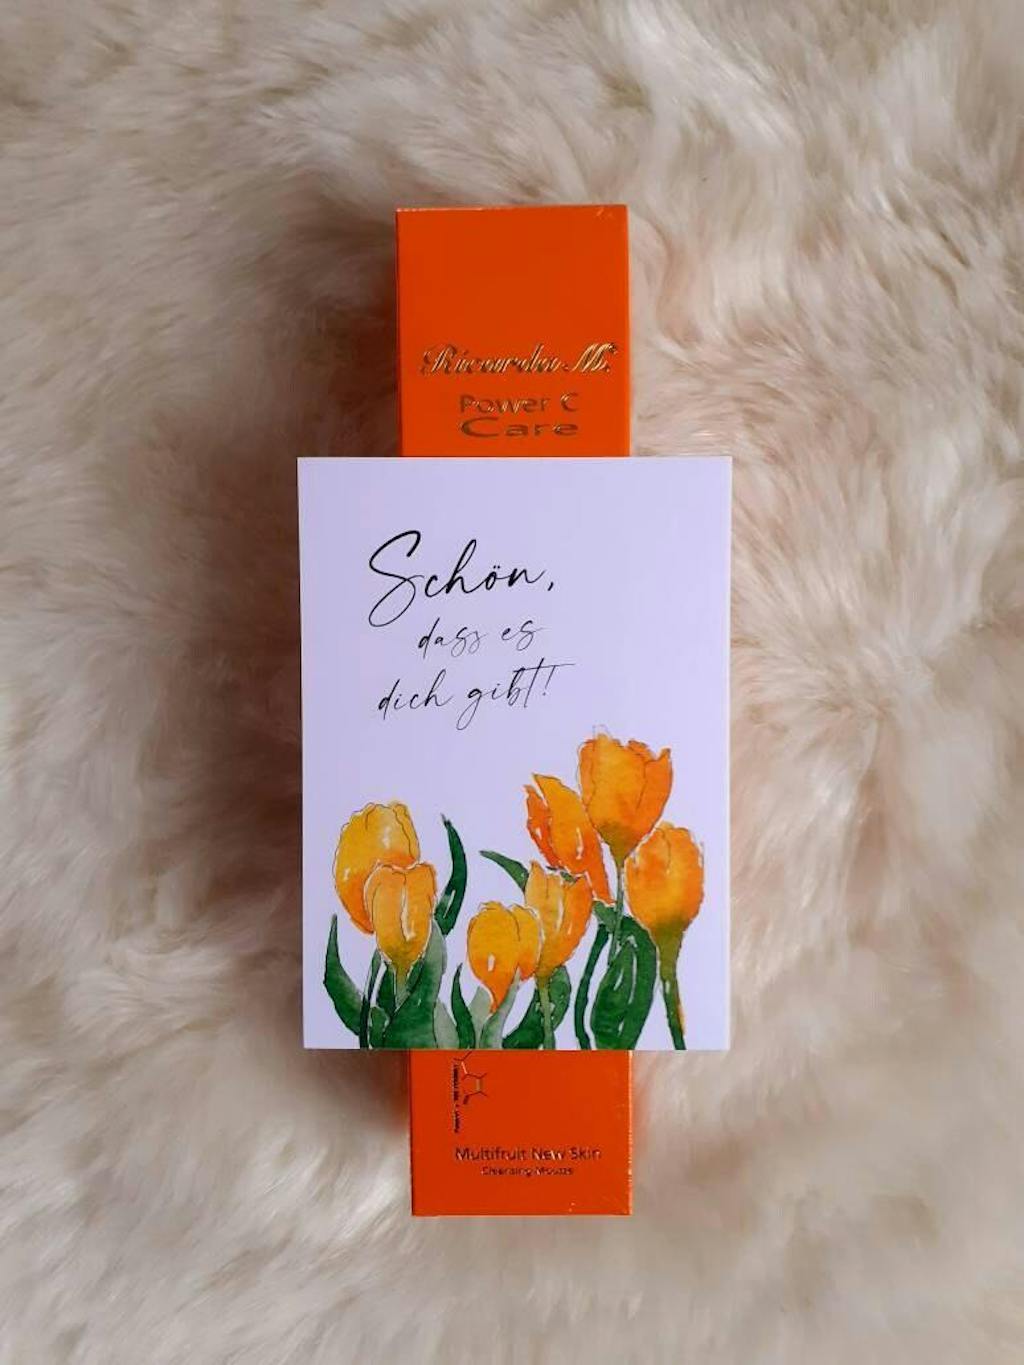 Ricarda M.
Power C
Care
Schön,
dass es
dich gibt!
Multifruit New Skin
Cleansing Mousse